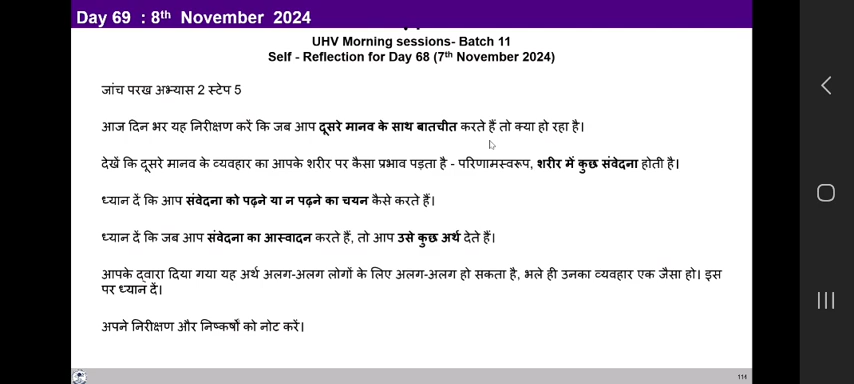 Day 69 : 8th November 2024
UHV Morning sessions- Batch 11
Self - Reflection for Day 68 (7th November 2024)
जांच परख अभ्यास 2 स्टेप 5
आज दिन भर यह निरीक्षण करें कि जब आप दूसरे मानव के साथ बातचीत करते हैं तो क्या हो रहा है।
देखें कि दूसरे मानव के व्यवहार का आपके शरीर पर कैसा प्रभाव पड़ता है - परिणामस्वरूप, शरीर में कुछ संवेदना होती है।
ध्यान दें कि आप संवेदना को पढ़ने या न पढ़ने का चयन कैसे करते हैं।
ध्यान दें कि जब आप संवेदना का आस्वादन करते हैं, तो आप उसे कुछ अर्थ देते हैं।
आपके द्वारा दिया गया यह अर्थ अलग-अलग लोगों के लिए अलग-अलग हो सकता है, भले ही उनका व्यवहार एक जैसा हो। इस
पर ध्यान दें।
अपने निरीक्षण और निष्कर्षों को नोट करें।
114